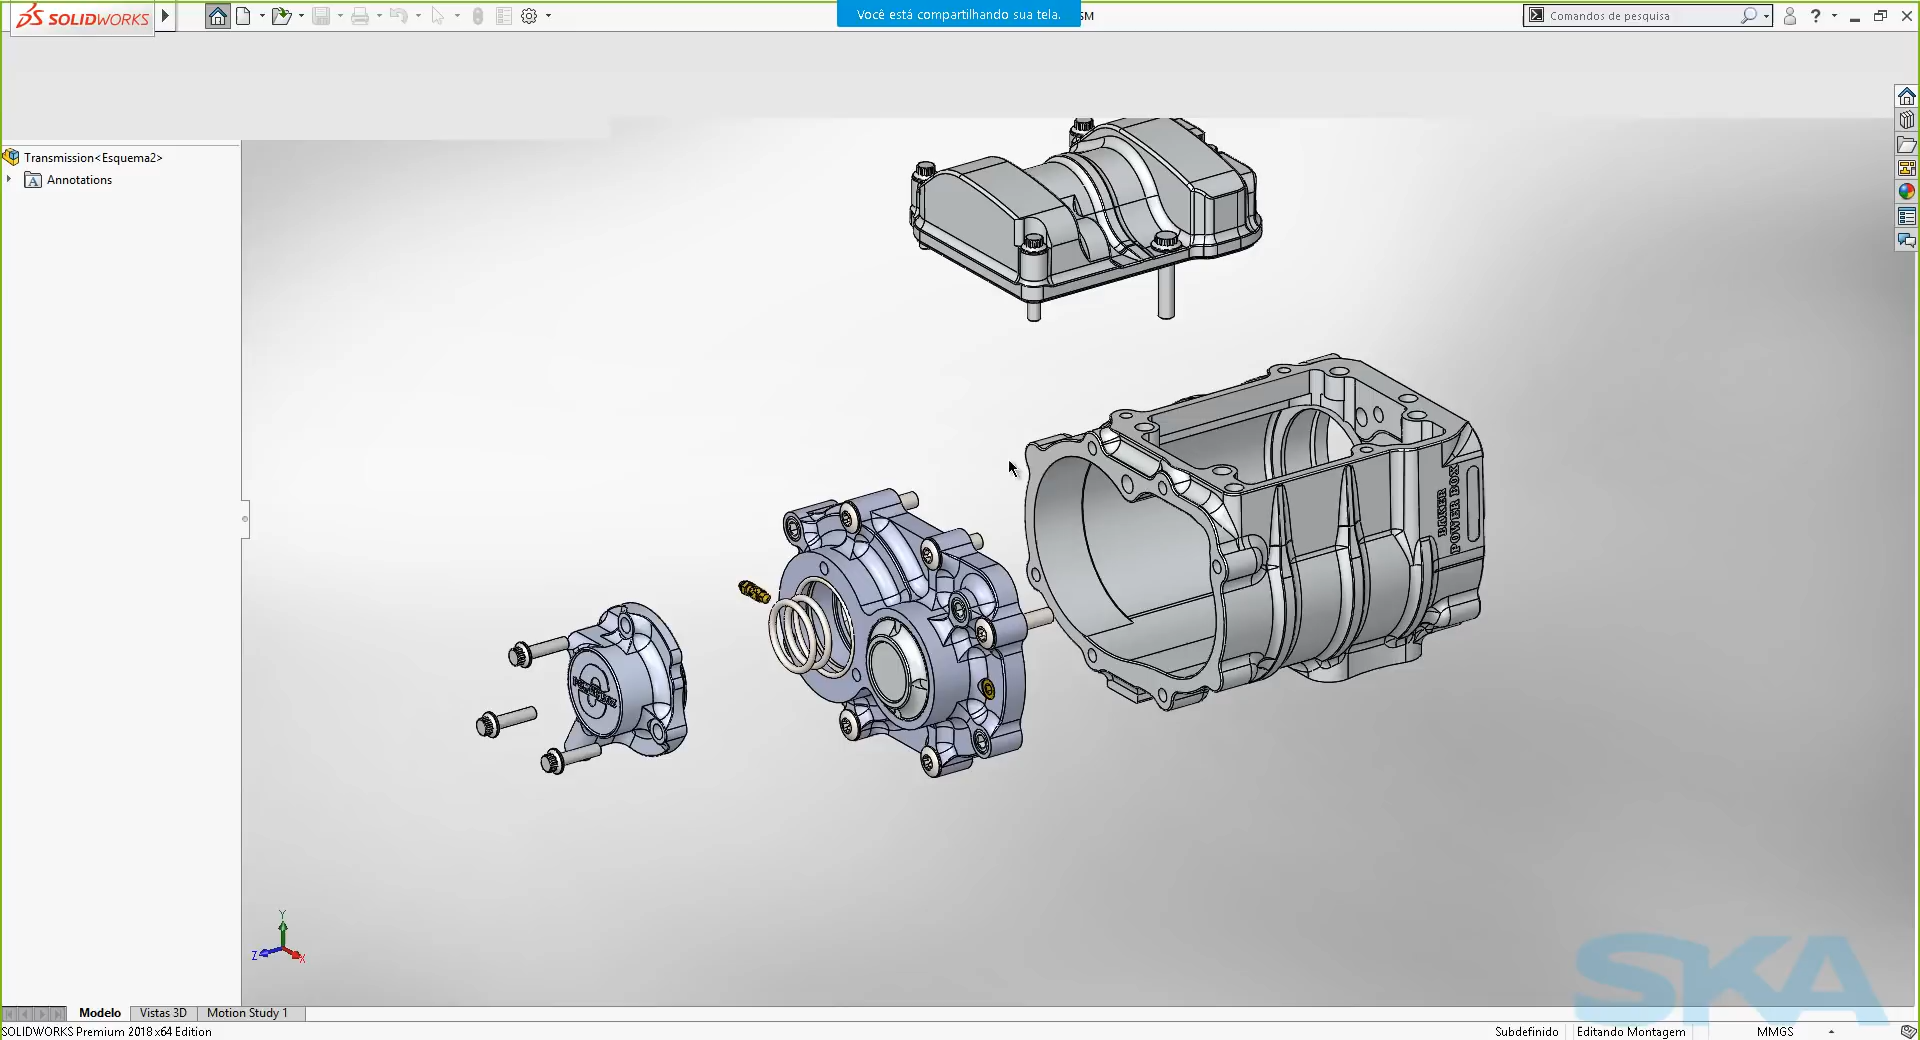 SOLIDWORKS
Você está compartilhando sua tela.
SM
Comandos de pesquisa
?
Transmission<Esquema2>
A Annotations
BAKER
POWER BOX
Y
Z
X
SKA
Modelo
Vistas 3D
Motion Study 1
SOLIDWORKS Premium 2018 x64 Edition
Subdefinido
Editando Montagem
MMGS